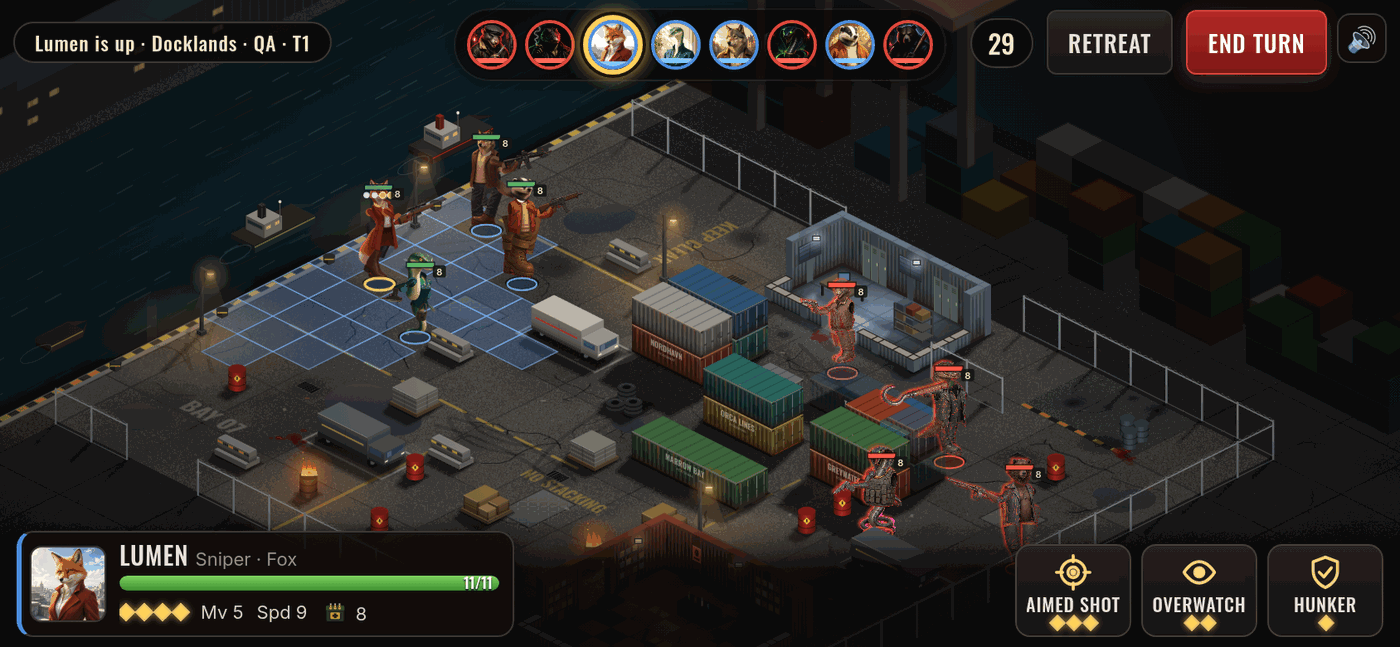 Lumen is up · Docklands · QA · T1
29
RETREAT
END TURN
8
8
8
8
KEEP CLEAR
8
NORDHAVN
8
ORCA LINES
BAY 07
MARROW BAY
8
8
NO STACKING
LUMEN Sniper · Fox
11/11
Mv 5 Spd 9 8
AIMED SHOT
OVERWATCH
HUNKER